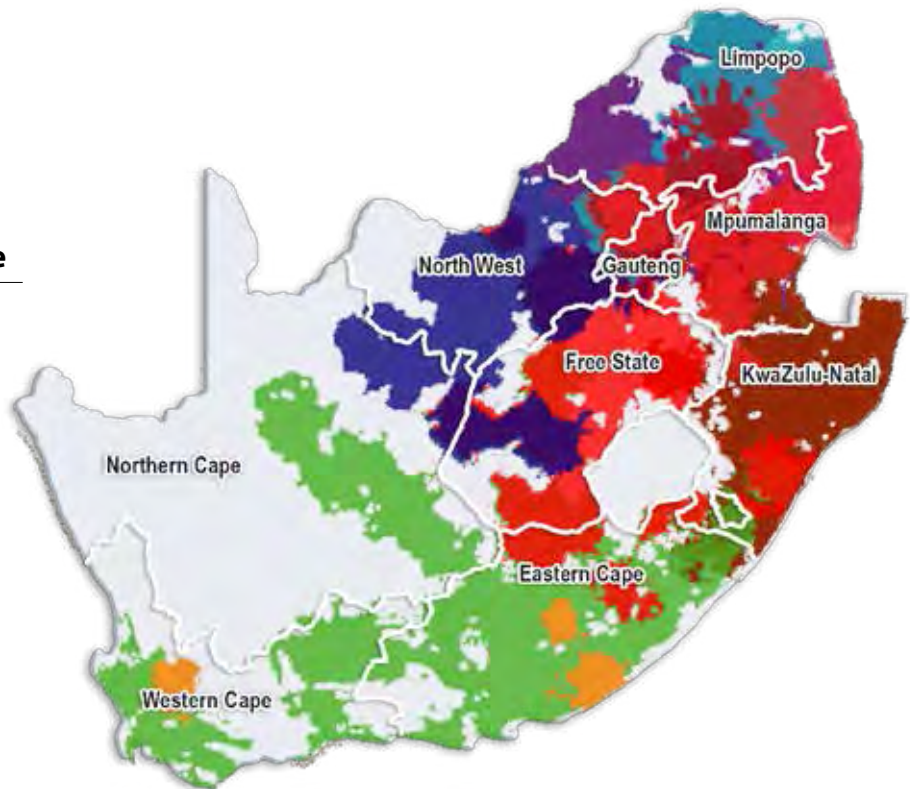 Limpopo
Mpumalanga
e
North West
Gauteng
Free State
KwaZulu-Natal
Northern Cape
Eastern Cape
Western Cape